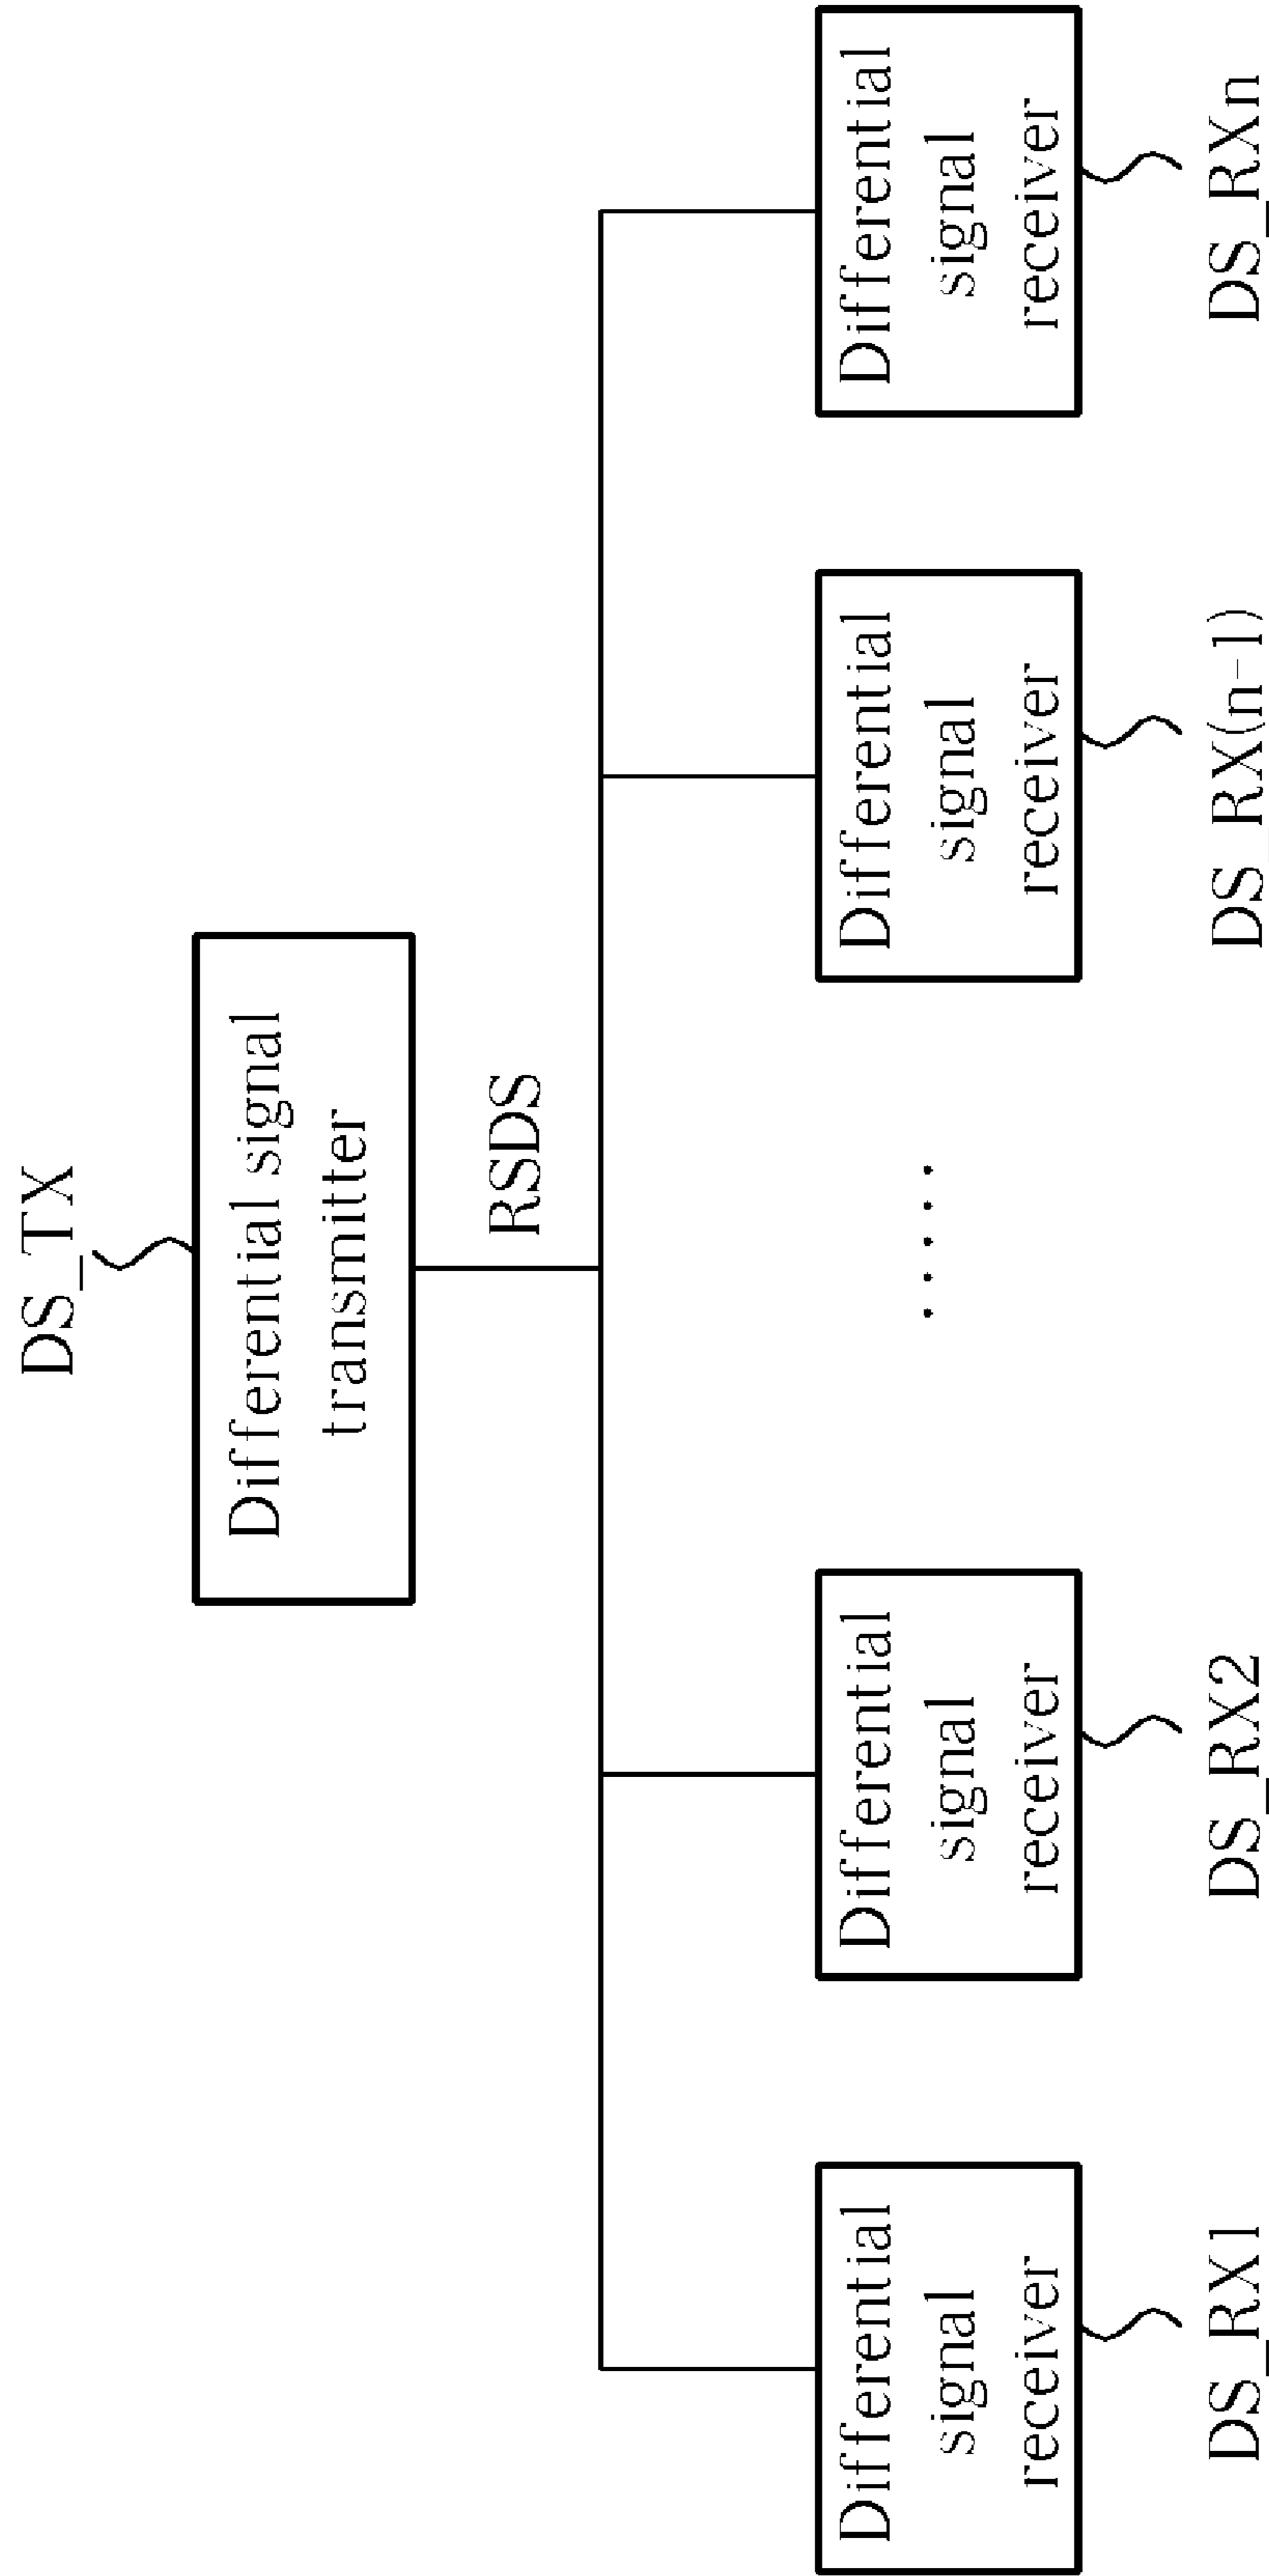 DS_TX
Differential signal
transmitter
RSDS
Differential
signal
receiver
DS_RX1
Differential
signal
receiver
DS_RX2
.....
Differential
signal
receiver
DS_RX(n-1)
Differential
signal
receiver
DS_RXn